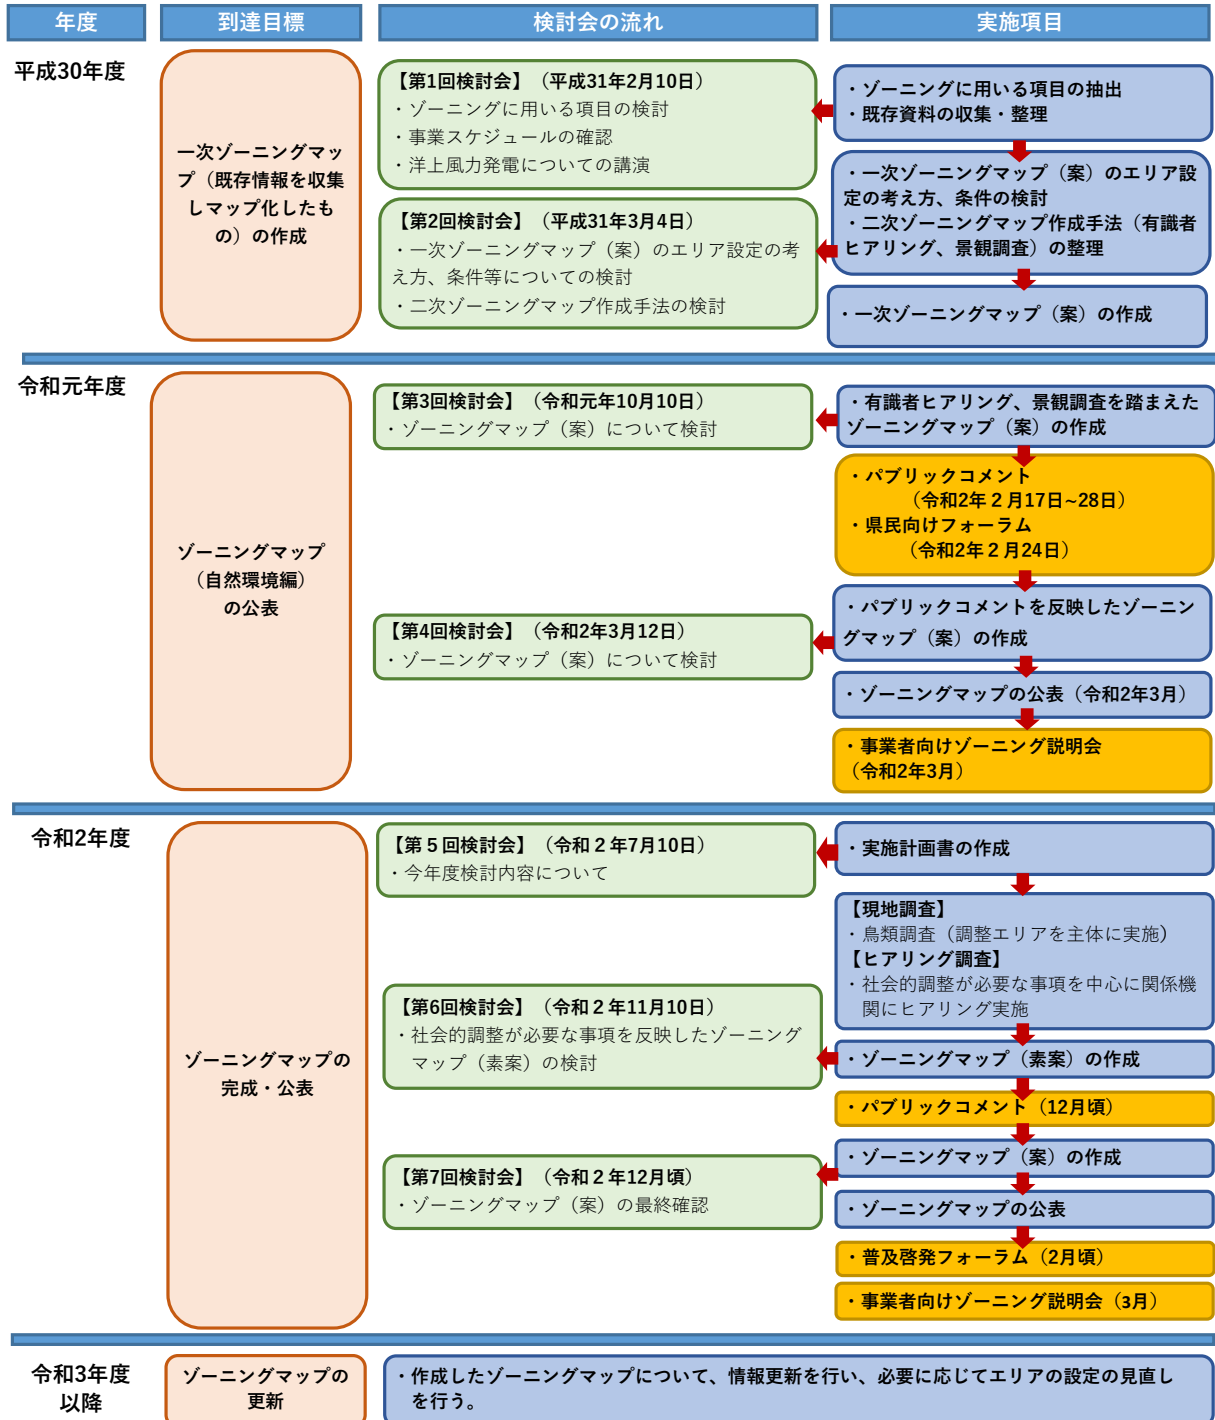 年度
到達目標
検討会の流れ
実施項目
平成30年度
一次ゾーニングマッ
プ（既存情報を収集
しマップ化したも
の）の作成
【第1回検討会】（平成31年2月10日）
・ゾーニングに用いる項目の検討
・事業スケジュールの確認
・洋上風力発電についての講演
【第2回検討会】（平成31年3月4日）
・一次ゾーニングマップ（案）のエリア設定の考
え方、条件等についての検討
・二次ゾーニングマップ作成手法の検討
・ゾーニングに用いる項目の抽出
・既存資料の収集・整理
・一次ゾーニングマップ（案）のエリア設
定の考え方、条件の検討
・二次ゾーニングマップ作成手法（有識者
ヒアリング、景観調査）の整理
・一次ゾーニングマップ（案）の作成
令和元年度
ゾーニングマップ
（自然環境編）
の公表
【第3回検討会】（令和元年10月10日）
・ゾーニングマップ（案）について検討
【第4回検討会】（令和2年3月12日）
・ゾーニングマップ（案）について検討
・有識者ヒアリング、景観調査を踏まえた
ゾーニングマップ（案）の作成
・パブリックコメント
（令和2年２月17日~28日）
・県民向けフォーラム
（令和2年２月24日）
・パブリックコメントを反映したゾーニン
グマップ（案）の作成
・ゾーニングマップの公表（令和2年3月）
・事業者向けゾーニング説明会
（令和2年3月）
令和2年度
ゾーニングマップの
完成・公表
【第５回検討会】（令和２年7月10日）
・今年度検討内容について
【第6回検討会】（令和２年11月10日）
・社会的調整が必要な事項を反映したゾーニング
マップ（素案）の検討
【第7回検討会】（令和２年12月頃）
・ゾーニングマップ（案）の最終確認
・実施計画書の作成
【現地調査】
・鳥類調査（調整エリアを主体に実施）
【ヒアリング調査】
・社会的調整が必要な事項を中心に関係機
関にヒアリング実施
・ゾーニングマップ（素案）の作成
・パブリックコメント（12月頃）
・ゾーニングマップ（案）の作成
・ゾーニングマップの公表
・普及啓発フォーラム（2月頃）
・事業者向けゾーニング説明会（3月）
令和3年度
以降
ゾーニングマップの
更新
・作成したゾーニングマップについて、情報更新を行い、必要に応じてエリアの設定の見直し
を行う。